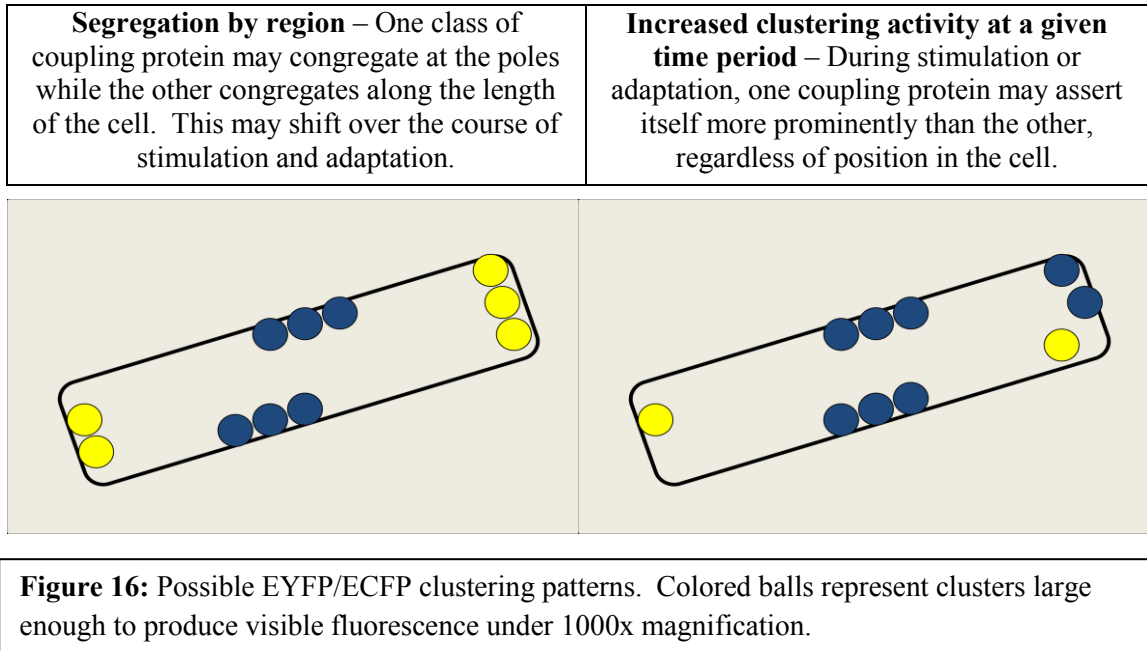 Segregation by region – One class of
coupling protein may congregate at the poles
while the other congregates along the length
of the cell.  This may shift over the course of
stimulation and adaptation.
Increased clustering activity at a given
time period – During stimulation or
adaptation, one coupling protein may assert
itself more prominently than the other,
regardless of position in the cell.
Figure 16: Possible EYFP/ECFP clustering patterns.  Colored balls represent clusters large
enough to produce visible fluorescence under 1000x magnification.